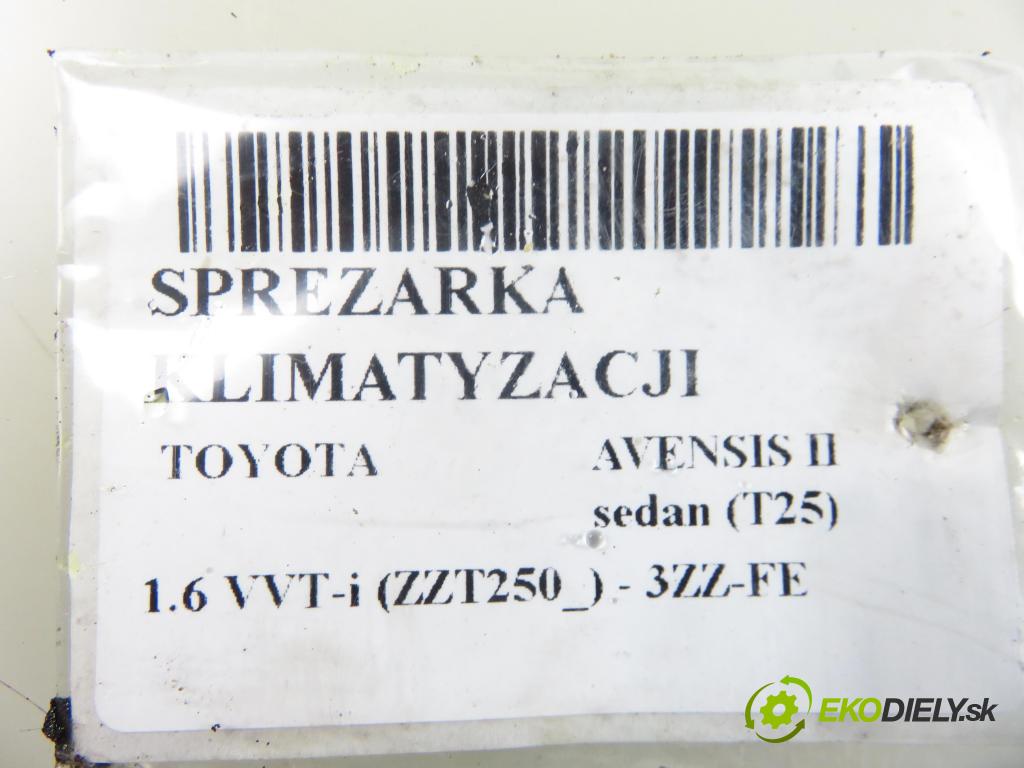 SPREZARKA
KLIMATYZACJI
TOYOTA AVENSIS II
sedan (T25)
1.6 VVT-i (ZZT250_) - 3ZZ-FE
EKODIELY.sk